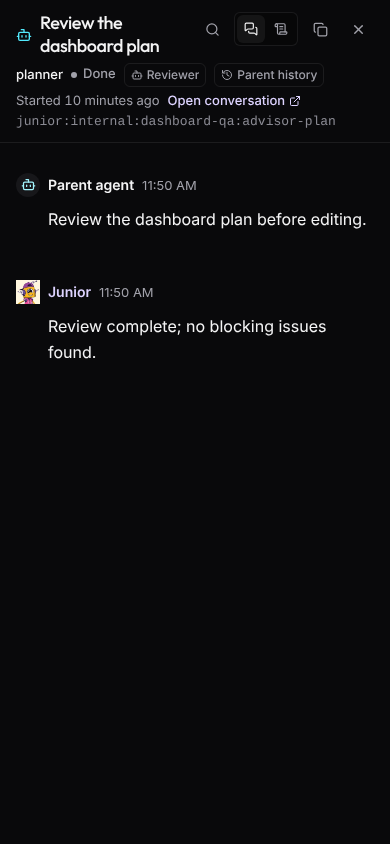 Review the
dashboard plan
planner Done Reviewer Parent history
Started 10 minutes ago Open conversation
junior:internal:dashboard-qa:advisor-plan
Parent agent 11:50 AM
Review the dashboard plan before editing.
Junior 11:50 AM
Review complete; no blocking issues
found.